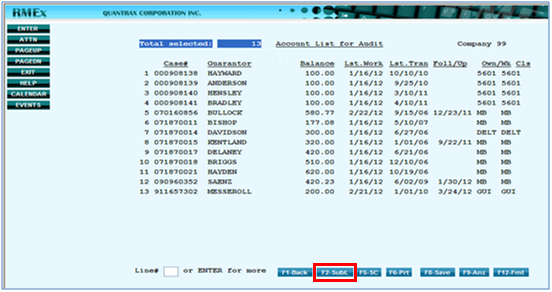 RMEx QUANTRAX CORPORATION INC.
ENTER
ATTN
PAGEUP
PAGEDN
EXIT
HELP
CALENDAR
EVENTS
Total selected: 13 Account List for Audit Company 99
Case# Guarantor Balance Lst.Work Lst.Tran Foll/Up Own/Wk Cls
1 000908138 HAYWARD 100.00 1/16/12 10/10/10 5601 5601
2 000908139 ANDERSON 100.00 1/16/12 9/25/10 5601 5601
3 000908140 HENSLEY 100.00 1/16/12 3/10/11 5601 5601
4 000908141 BRADLEY 100.00 1/16/12 4/10/11 5601 5601
5 070160856 BULLOCK 580.77 2/22/12 9/15/06 12/23/11 MB MB
6 071870011 BISHOP 177.08 1/16/12 5/10/07 MB MB
7 071870014 DAVIDSON 300.00 1/16/12 6/27/06 DELT DELT
8 071870015 KENTLAND 320.00 1/16/12 1/01/06 9/22/11 MB MB
9 071870017 DELANEY 420.00 1/16/12 1/10/06 MB MB
10 071870018 BRIGGS 510.00 1/16/12 12/10/06 MB MB
11 071870021 HAYDEN 620.00 1/16/12 10/19/06 MB MB
12 090960352 SAENZ 420.23 1/16/12 6/02/09 1/30/12 MB MB
13 911657302 MESSEROLL 200.00 2/21/12 1/01/10 3/24/12 GUI GUI
Line# or ENTER for more F1-Back F2-Subt. F5-SC F6-Prt F8-Save F9-Anz F12-Fmt